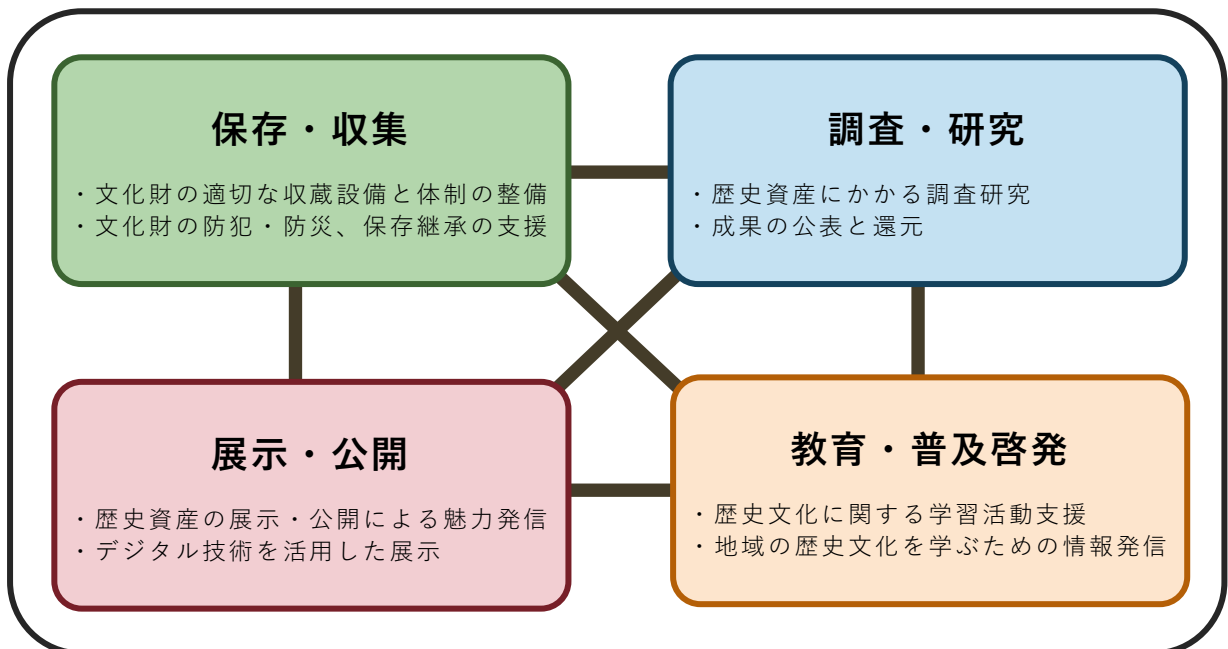 保存・収集
・文化財の適切な収蔵設備と体制の整備
・文化財の防犯・防災、保存継承の支援
調査・研究
・歴史資産にかかる調査研究
・成果の公表と還元
展示・公開
・歴史資産の展示・公開による魅力発信
・デジタル技術を活用した展示
教育・普及啓発
・歴史文化に関する学習活動支援
・地域の歴史文化を学ぶための情報発信